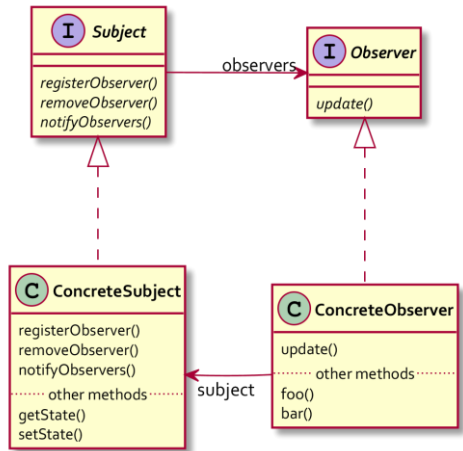 I Subject
registerObserver()
removeObserver()
notifyObservers()
observers
I Observer
update()
C ConcreteSubject
registerObserver()
removeObserver()
notifyObservers()
other methods
getState()
setState()
subject
C ConcreteObserver
update()
other methods
foo()
bar()